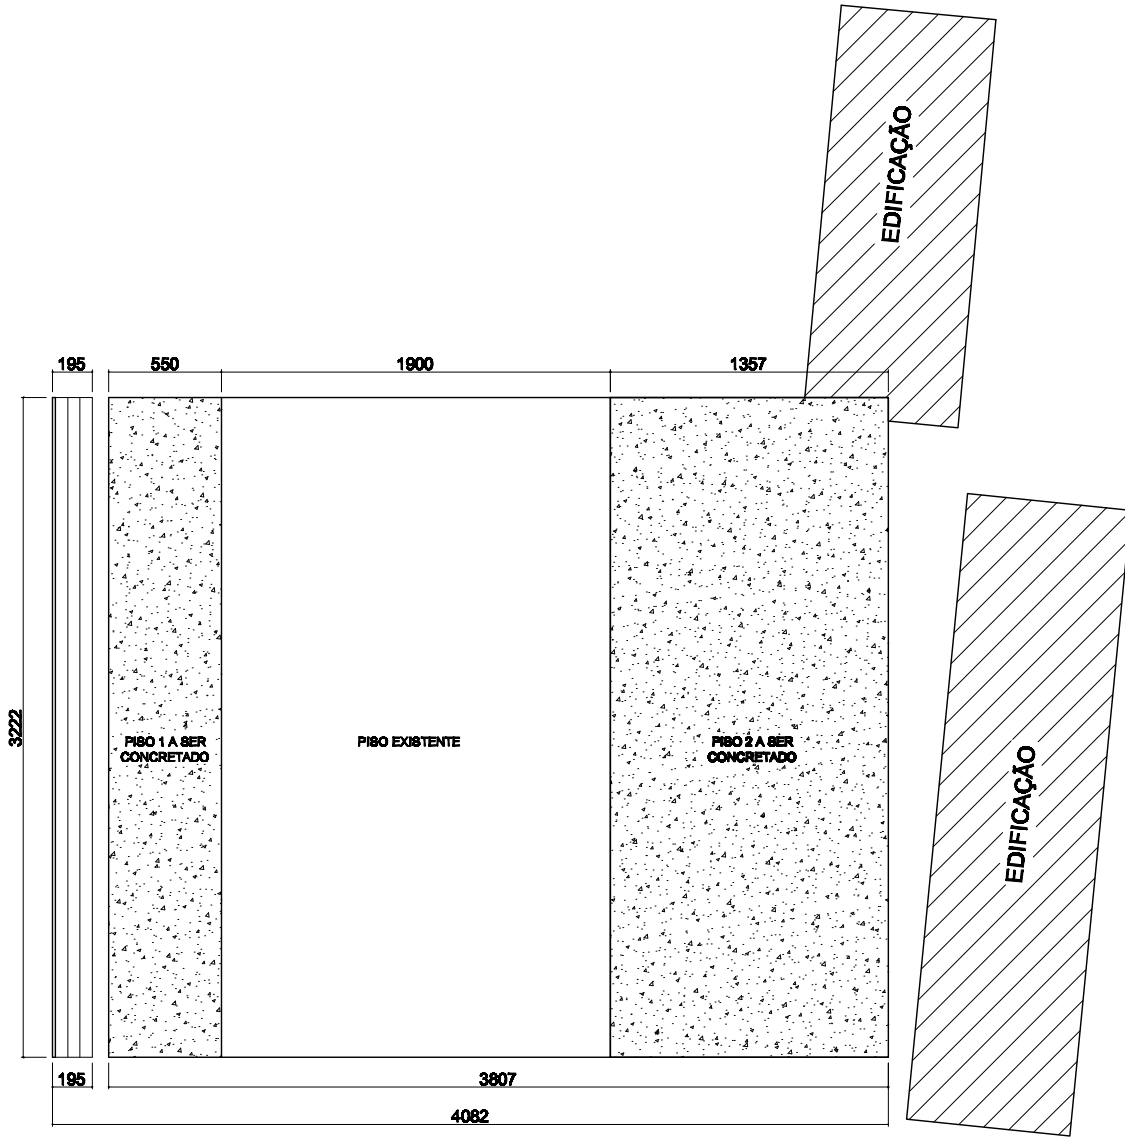 EDIFICAÇÃO
195
550
1900
1357
3222
PISO 1 A SER
CONCRETADO
PISO EXISTENTE
PISO 2 A SER
CONCRETADO
EDIFICAÇÃO
195
3807
4082